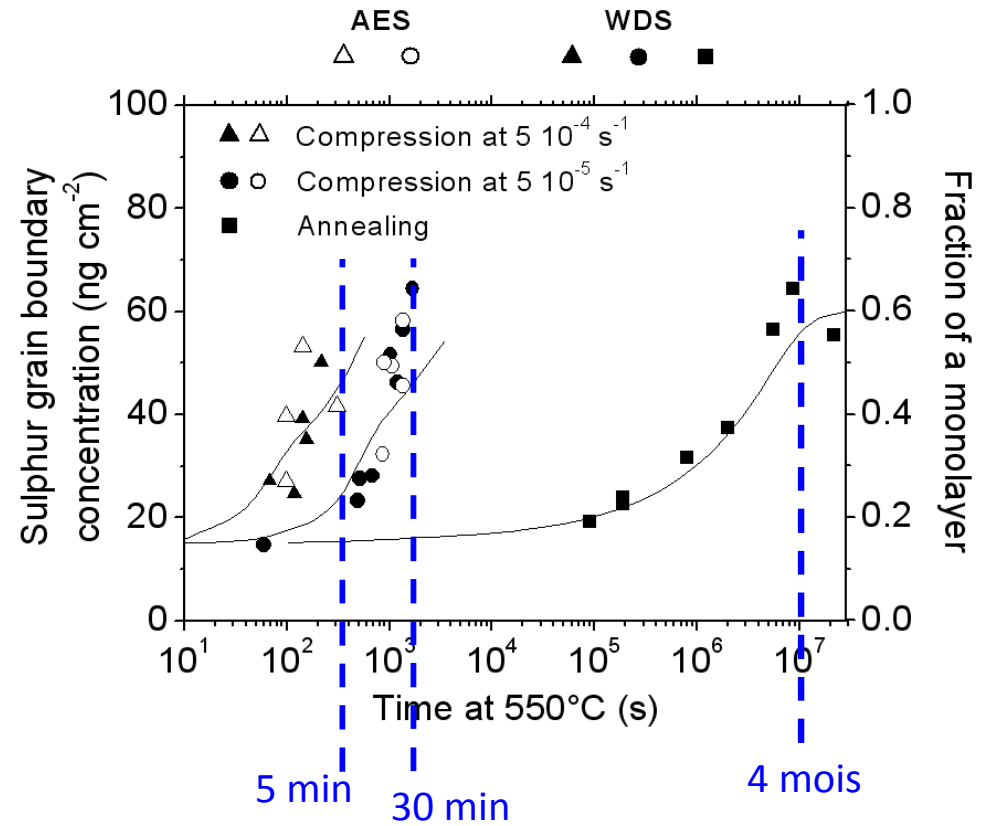 AES WDS
Compression at 5 10⁻⁴ s⁻¹
Compression at 5 10⁻⁵ s⁻¹
Annealing
Sulphur grain boundary
concentration (ng cm⁻²)
100
80
60
40
20
0
Fraction of a monolayer
1.0
0.8
0.6
0.4
0.2
0.0
10¹ 10² 10³ 10⁴ 10⁵ 10⁶ 10⁷
Time at 550°C (s)
5 min
30 min
4 mois